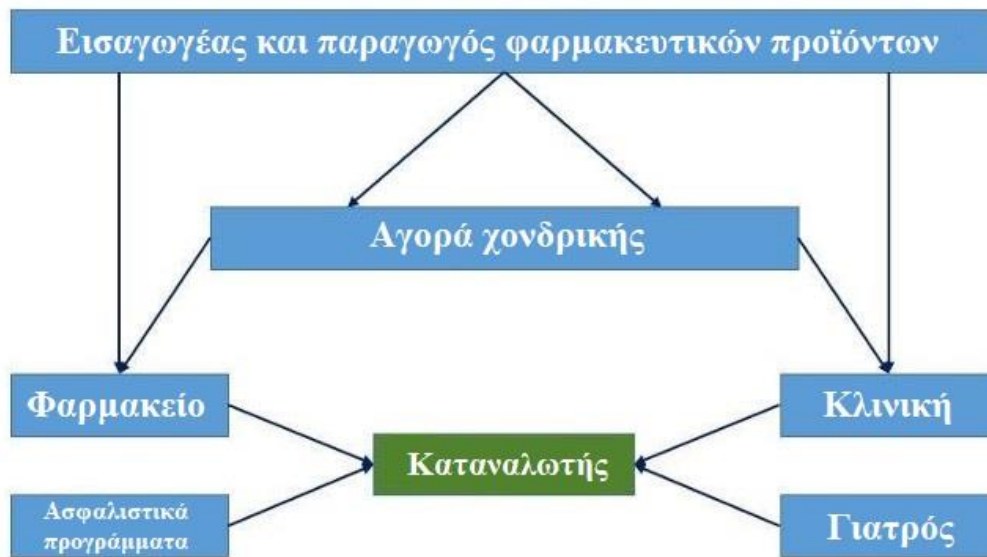 Εισαγωγέας και παραγωγός φαρμακευτικών προϊόντων
Αγορά χονδρικής
Φαρμακείο
Κλινική
Καταναλωτής
Ασφαλιστικά
προγράμματα
Γιατρός